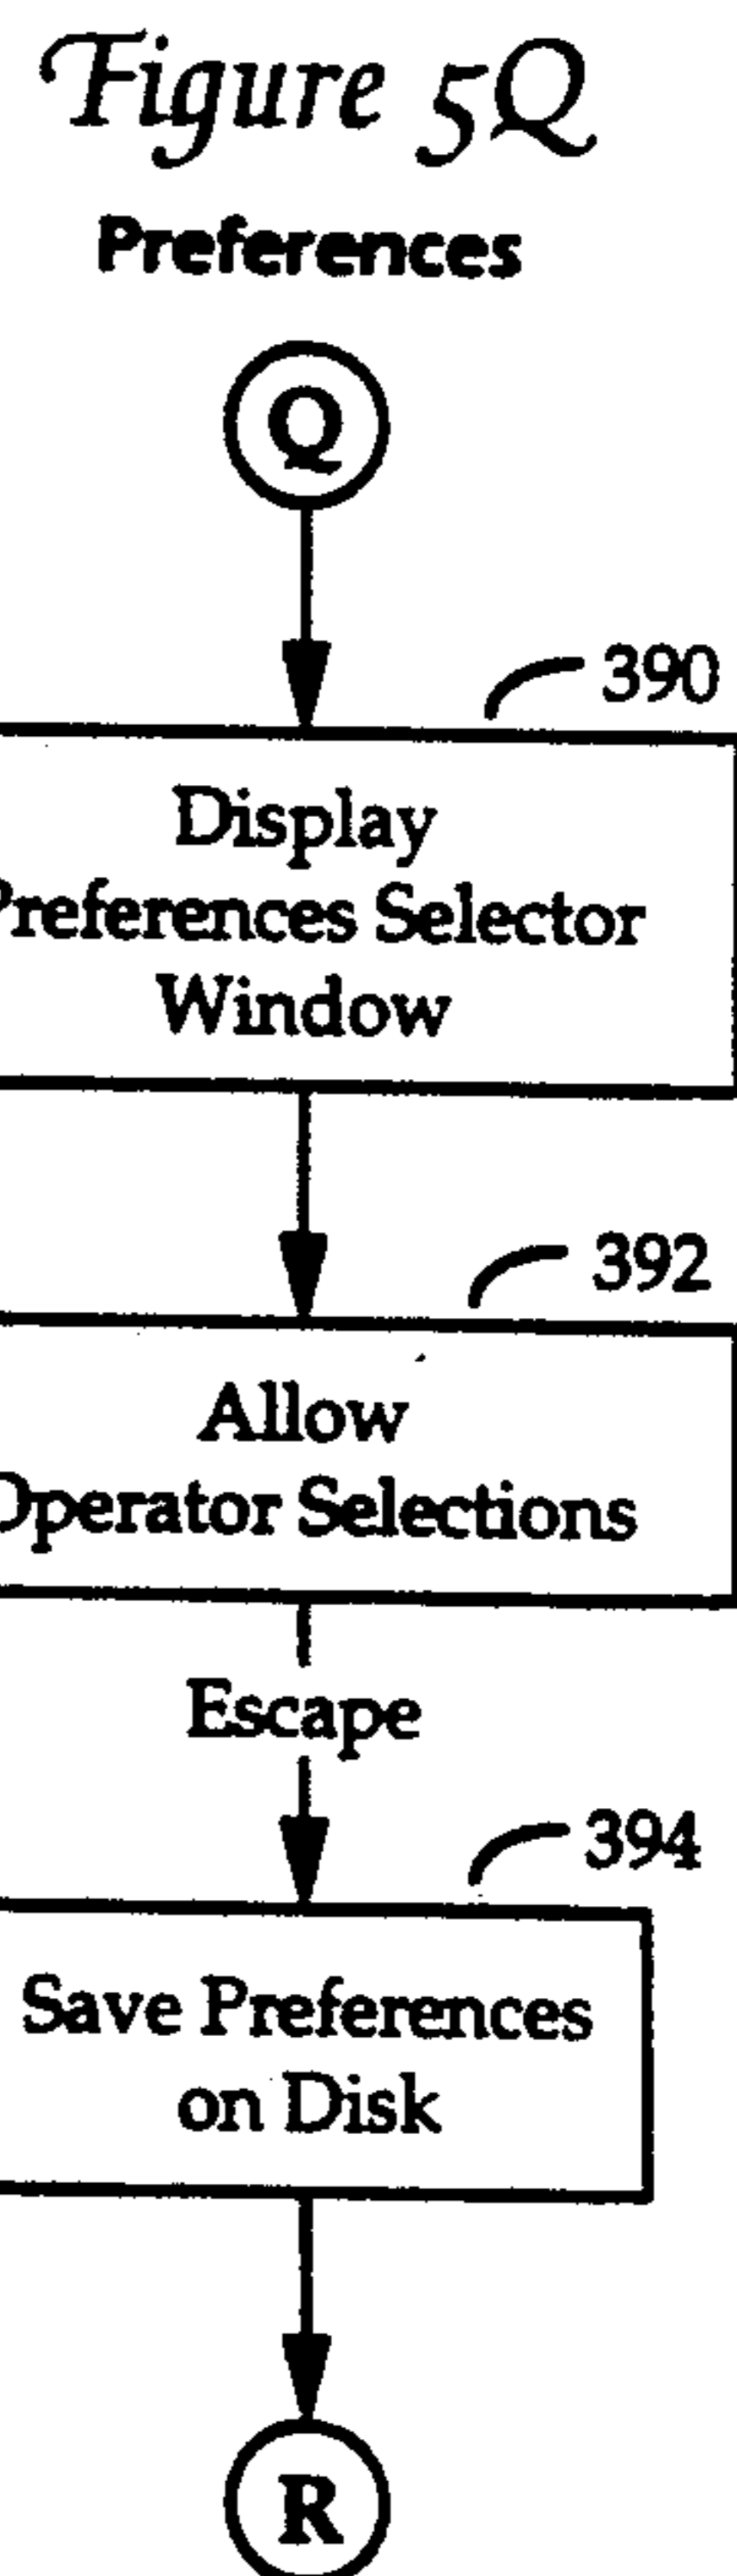 Figure 5Q
Preferences
Q
390
Display
Preferences Selector
Window
392
Allow
Operator Selections
Escape
394
Save Preferences
on Disk
R